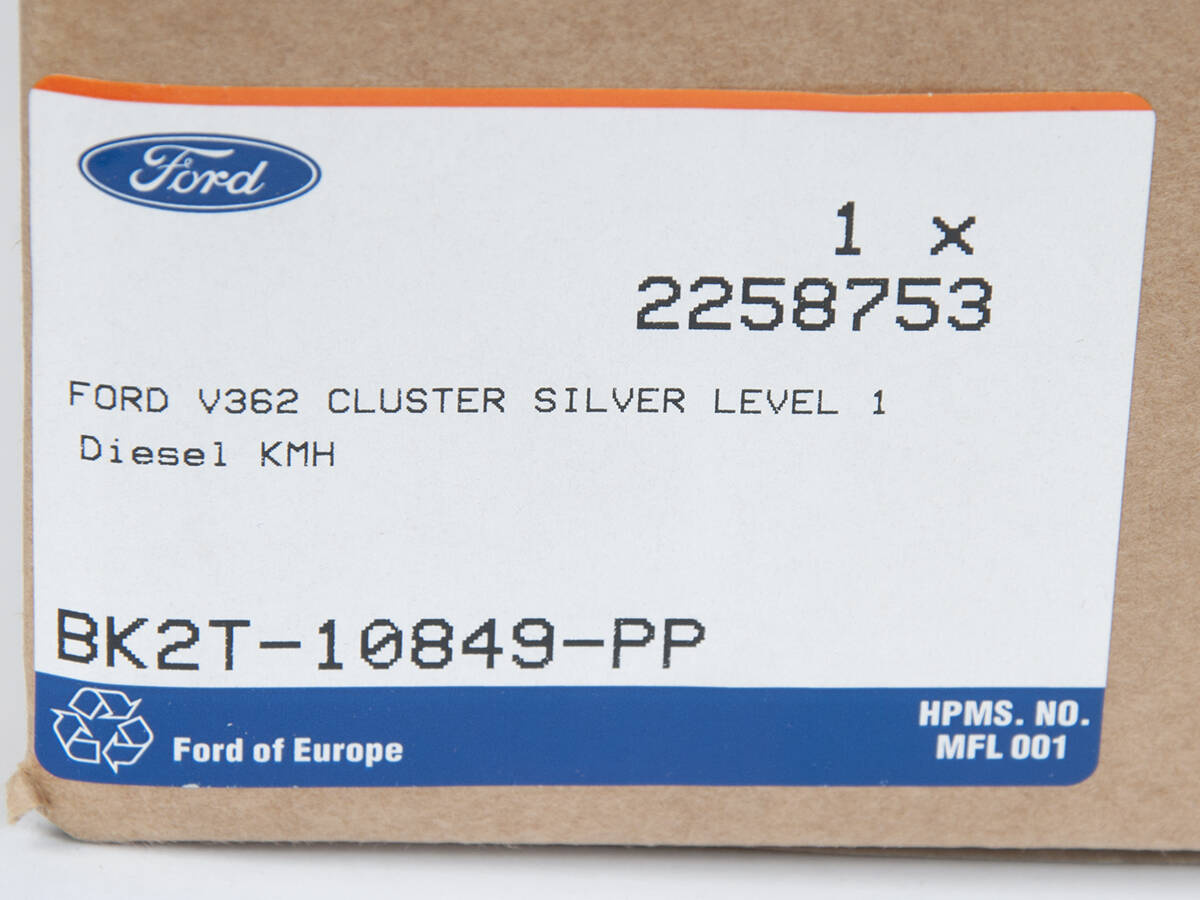 Ford
1 x
2258753
FORD V362 CLUSTER SILVER LEVEL 1
Diesel KMH
BK2T-10849-PP
Ford of Europe
HPMS. NO.
MFL 001